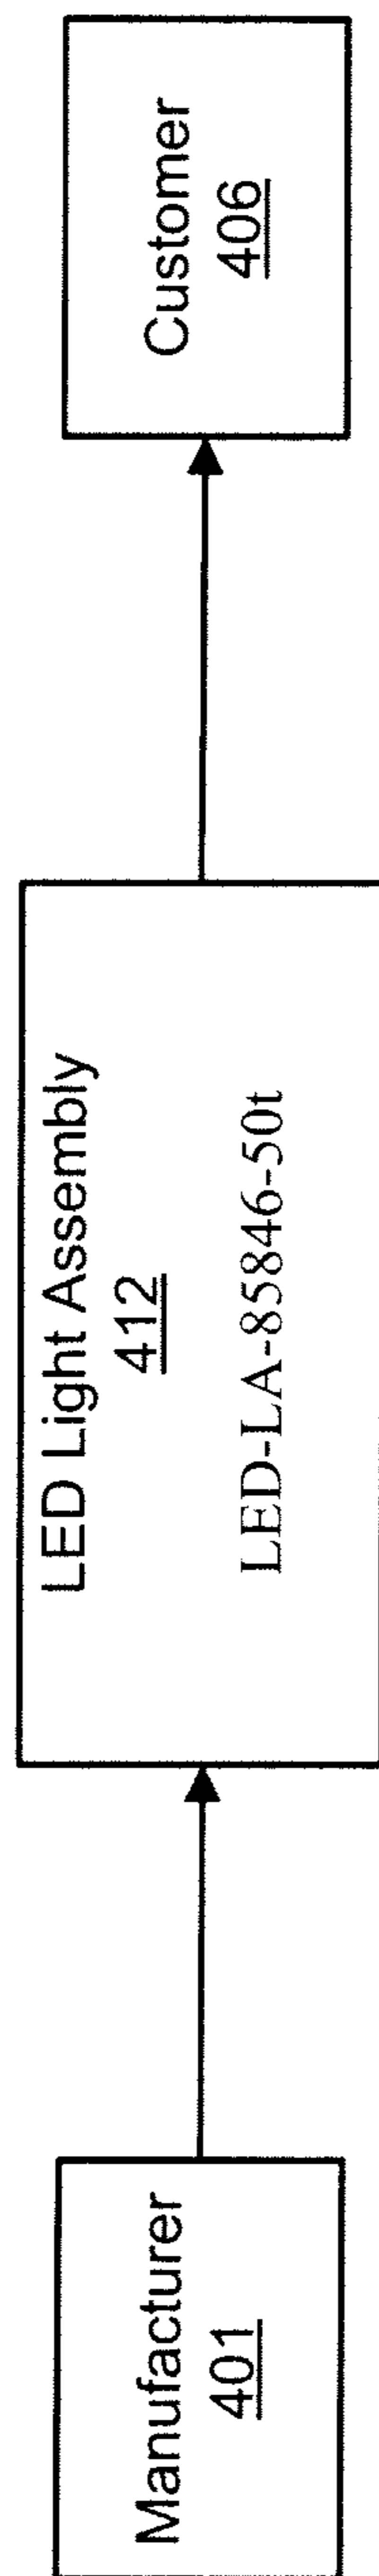 Manufacturer
401
LED Light Assembly
412
LED-LA-85846-50t
Customer
406